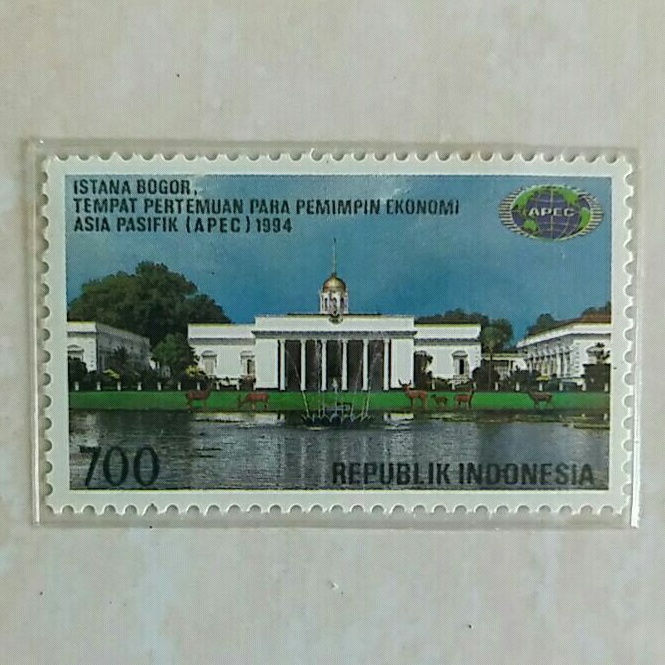 ISTANA BOGOR,
TEMPAT PERTEMUAN PARA PEMIMPIN EKONOMI
ASIA PASIFIK (APEC) 1994
APEC
700
REPUBLIK INDONESIA